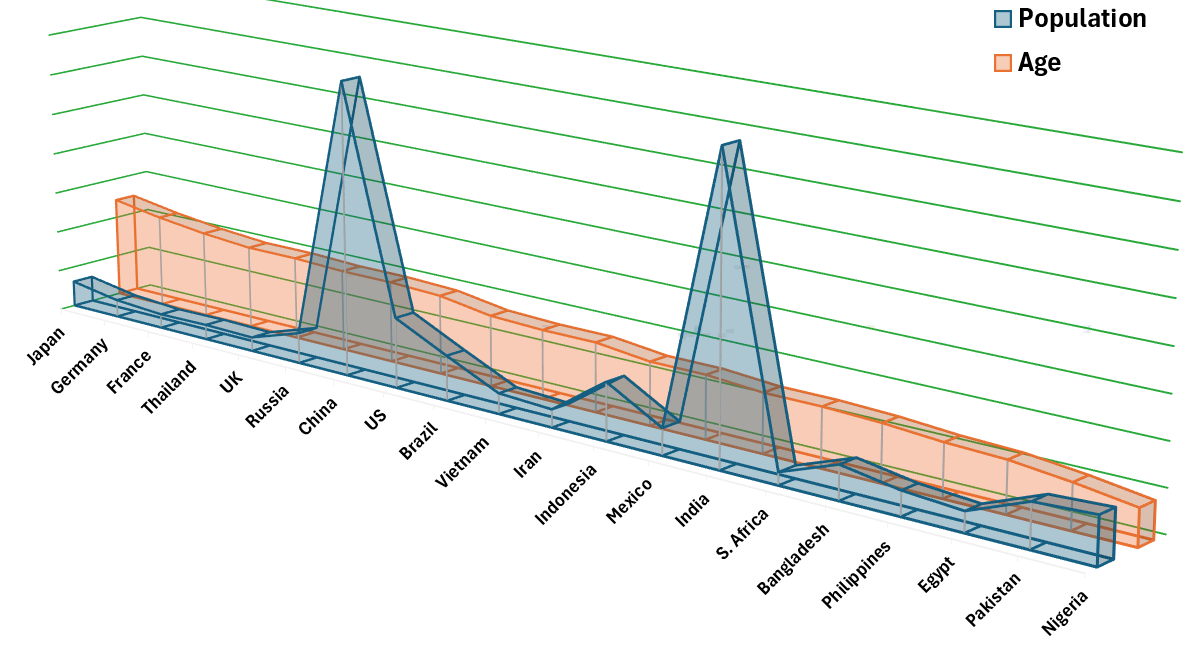 Population
Age
Japan
Germany
France
Thailand
UK
Russia
China
US
Brazil
Vietnam
Iran
Indonesia
Mexico
India
S. Africa
Bangladesh
Philippines
Egypt
Pakistan
Nigeria